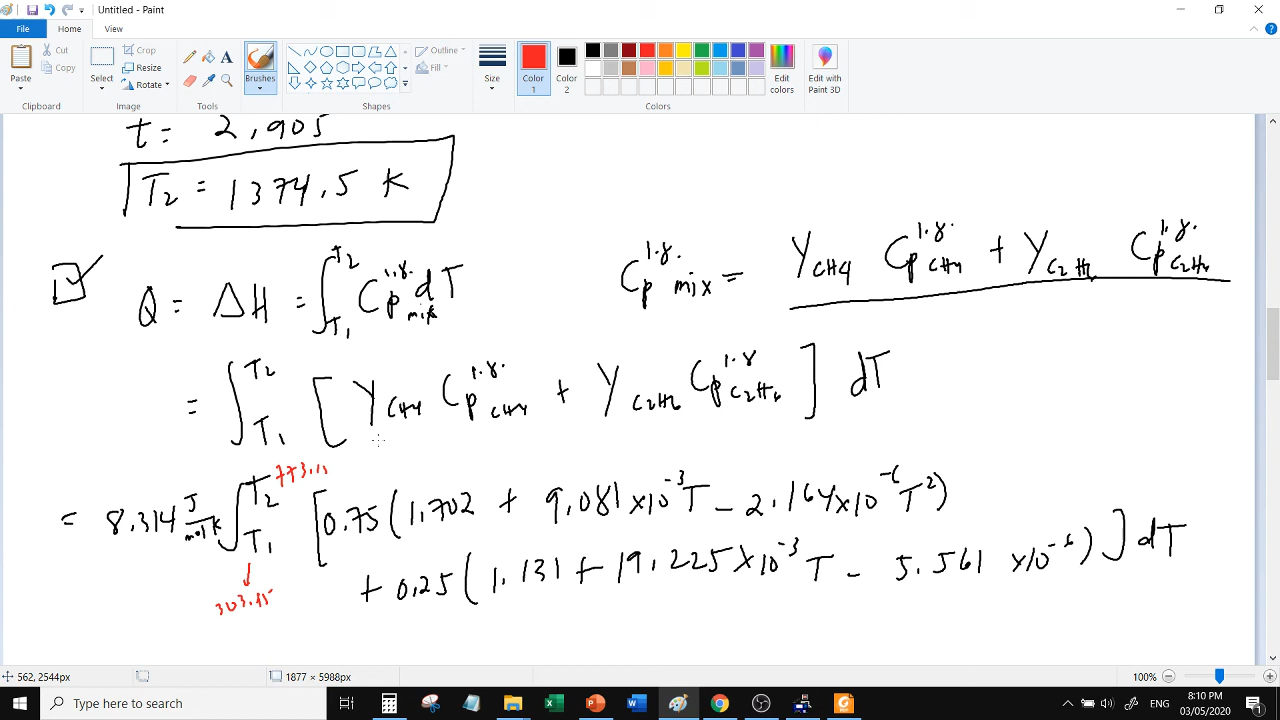 Untitled - Paint
File Home View
Paste Cut Copy Select Crop Resize Rotate Brushes Outline Fill Size Color 1 Color 2 Edit colors Edit with Paint 3D
Clipboard Image Tools Shapes Colors
t = 2,905
T2 = 1374.5 K
Q = ΔH = ∫T1^T2 Cp^i.g. mix dT
Cp^i.g. mix = yCH4 Cp^i.g. CH4 + yC2H6 Cp^i.g. C2H6
= ∫T1^T2 [ yCH4 Cp^i.g. CH4 + yC2H6 Cp^i.g. C2H6 ] dT
773.15
= 8.314 J/mol K ∫T1^T2 [ 0.75 ( 1.702 + 9.081 x10^-3 T - 2.164x10^-6 T^2 )
+ 0.25 ( 1.131 + 19.225 x10^-3 T - 5.561 x10^-6 ) ] dT
303.15
562, 2544px 1877 × 5988px 100%
Type here to search
ENG 8:10 PM
03/05/2020